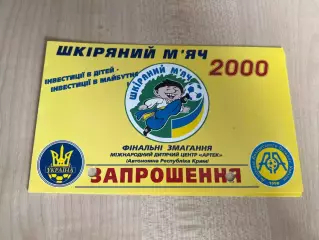 ШКІРЯНИЙ М'ЯЧ
ІНВЕСТИЦІЇ В ДІТЕЙ -
ІНВЕСТИЦІЇ В МАЙБУТНЄ
2000
ШКІРЯНИЙ М'ЯЧ
ФІНАЛЬНІ ЗМАГАННЯ
МІЖНАРОДНИЙ ДИТЯЧИЙ ЦЕНТР «АРТЕК»
(Автономна Республіка Крим)
УКРАЇНА
ЗАПРОШЕННЯ